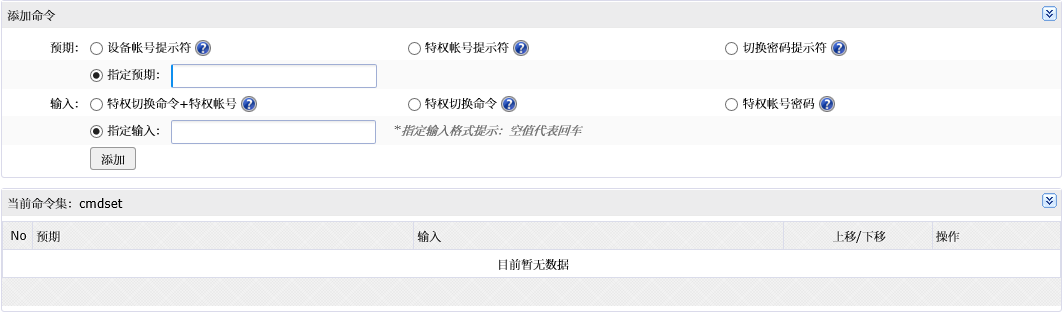 添加命令
预期： 设备帐号提示符 特权帐号提示符 切换密码提示符
指定预期：
输入： 特权切换命令+特权帐号 特权切换命令 特权帐号密码
指定输入： *指定输入格式提示：空值代表回车
添加
当前命令集：cmdset
No 预期 输入 上移/下移 操作
目前暂无数据